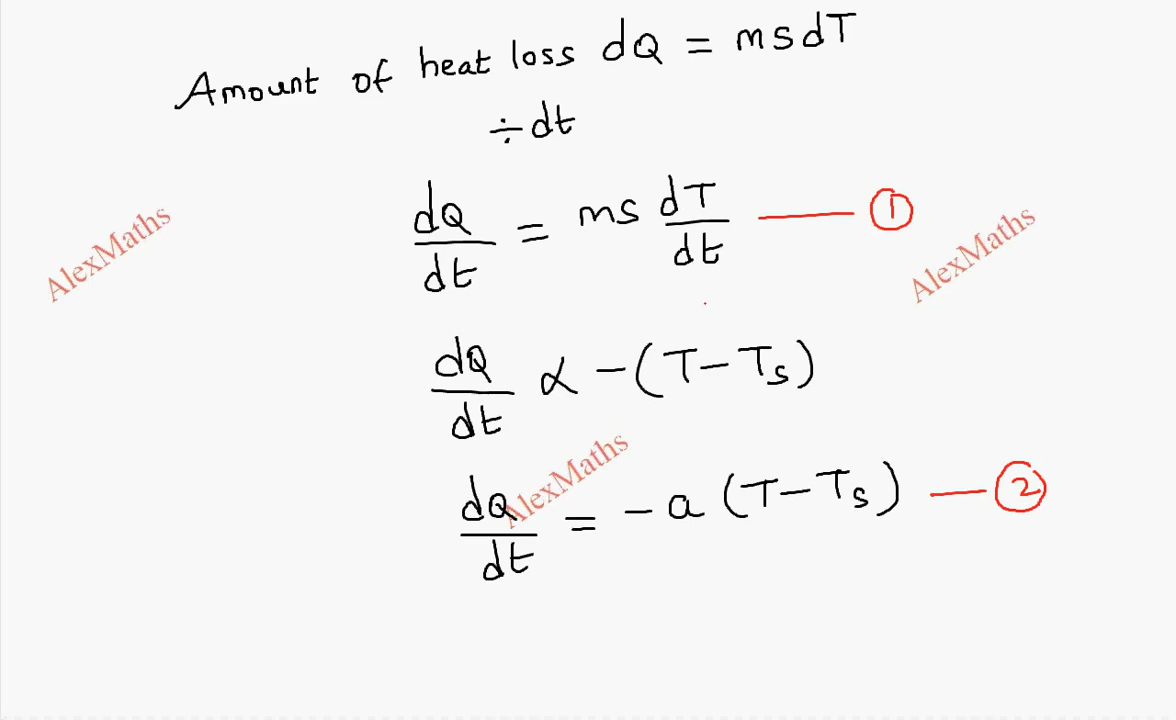 Amount of heat loss dQ = msdT
÷dt
dQ/dt = ms dT/dt —— ①
AlexMaths
AlexMaths
dQ/dt α -(T-Ts)
AlexMaths
dQ/dt = -a (T-Ts) —— ②